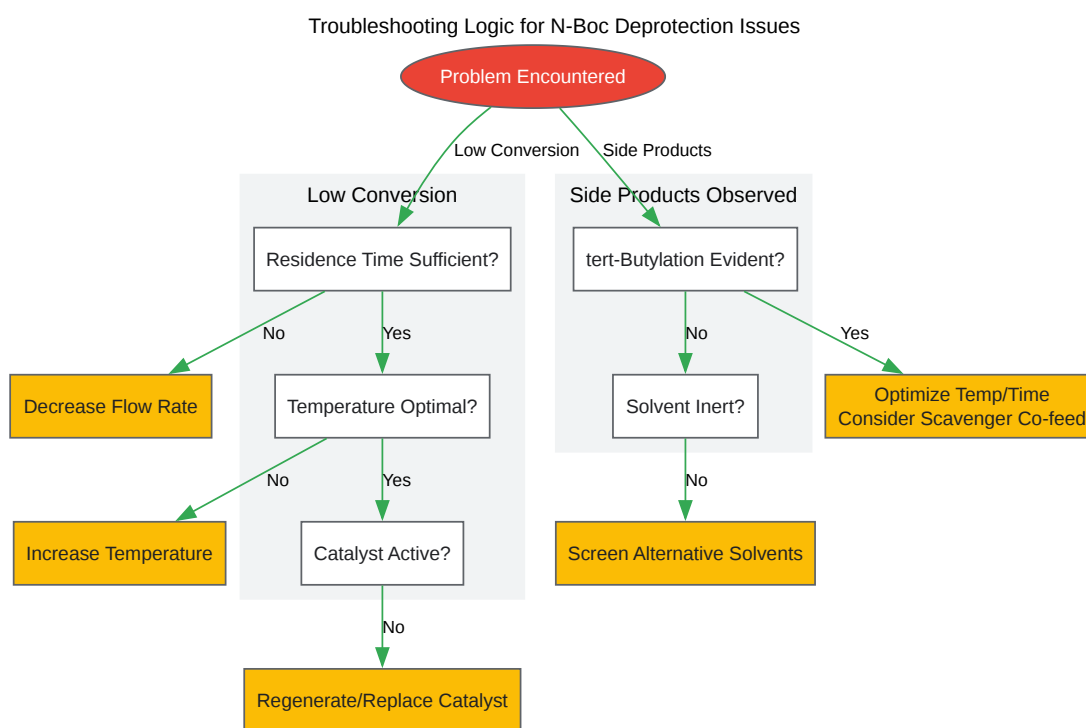 Troubleshooting Logic for N-Boc Deprotection Issues
Problem Encountered
Low Conversion
Side Products
Low Conversion
Side Products Observed
Residence Time Sufficient?
tert-Butylation Evident?
No
Yes
No
Yes
Decrease Flow Rate
Temperature Optimal?
Solvent Inert?
Optimize Temp/Time
Consider Scavenger Co-feed
No
Yes
No
Increase Temperature
Catalyst Active?
Screen Alternative Solvents
No
Regenerate/Replace Catalyst